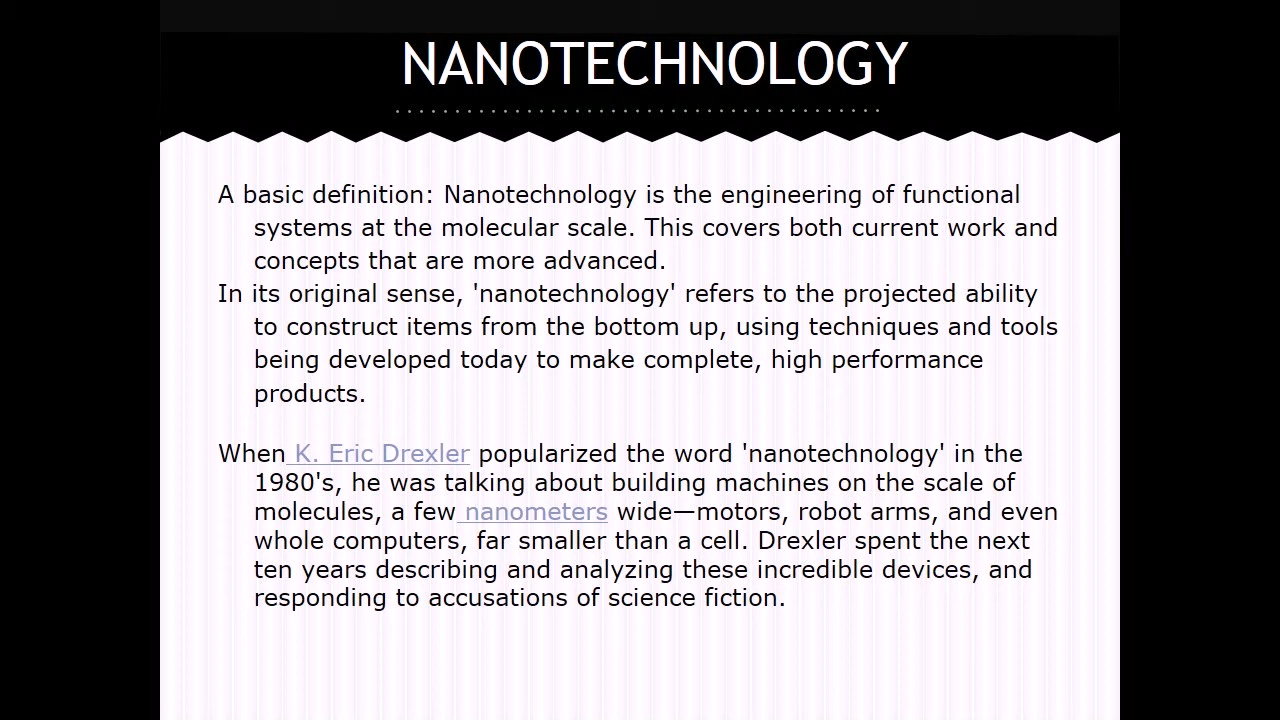 NANOTECHNOLOGY
A basic definition: Nanotechnology is the engineering of functional
systems at the molecular scale. This covers both current work and
concepts that are more advanced.
In its original sense, 'nanotechnology' refers to the projected ability
to construct items from the bottom up, using techniques and tools
being developed today to make complete, high performance
products.
When K. Eric Drexler popularized the word 'nanotechnology' in the
1980's, he was talking about building machines on the scale of
molecules, a few nanometers wide—motors, robot arms, and even
whole computers, far smaller than a cell. Drexler spent the next
ten years describing and analyzing these incredible devices, and
responding to accusations of science fiction.